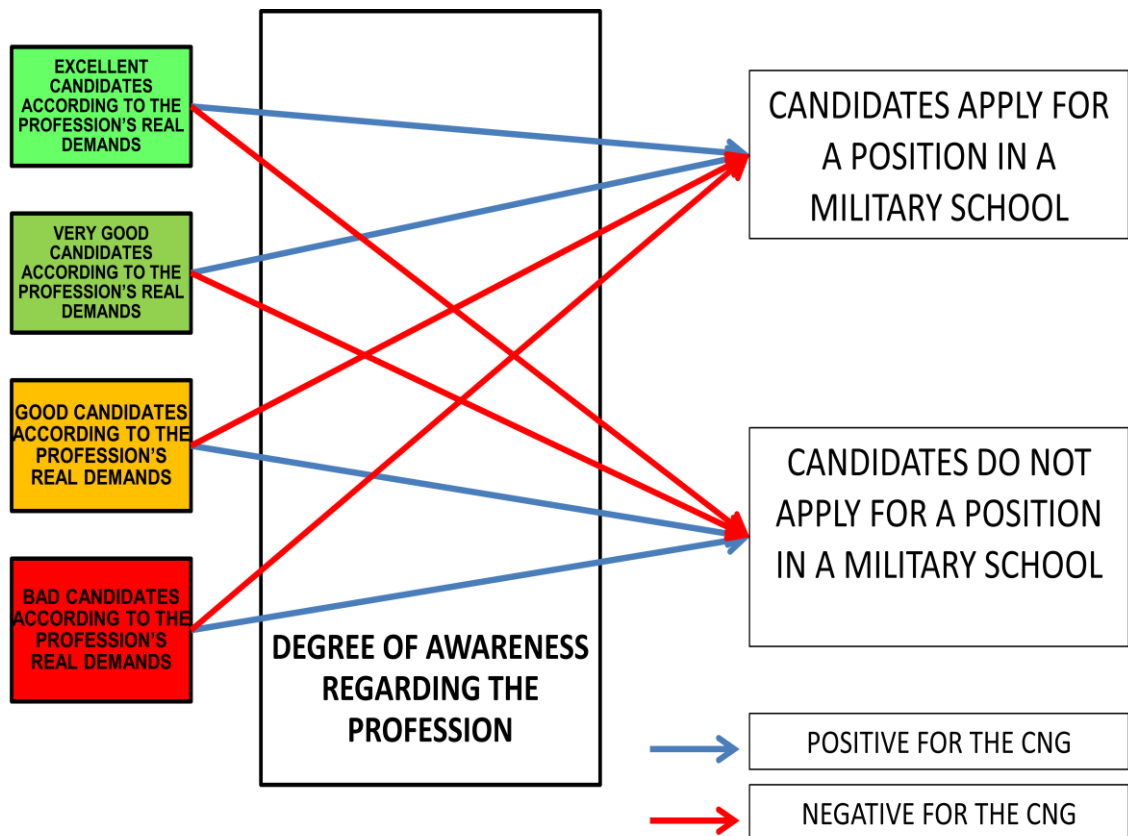 EXCELLENT
CANDIDATES
ACCORDING TO THE
PROFESSION'S REAL
DEMANDS
VERY GOOD
CANDIDATES
ACCORDING TO THE
PROFESSION'S REAL
DEMANDS
GOOD CANDIDATES
ACCORDING TO THE
PROFESSION'S
REAL DEMANDS
BAD CANDIDATES
ACCORDING TO THE
PROFESSION'S
REAL DEMANDS
DEGREE OF AWARENESS
REGARDING THE
PROFESSION
CANDIDATES APPLY FOR
A POSITION IN A
MILITARY SCHOOL
CANDIDATES DO NOT
APPLY FOR A POSITION
IN A MILITARY SCHOOL
POSITIVE FOR THE CNG
NEGATIVE FOR THE CNG